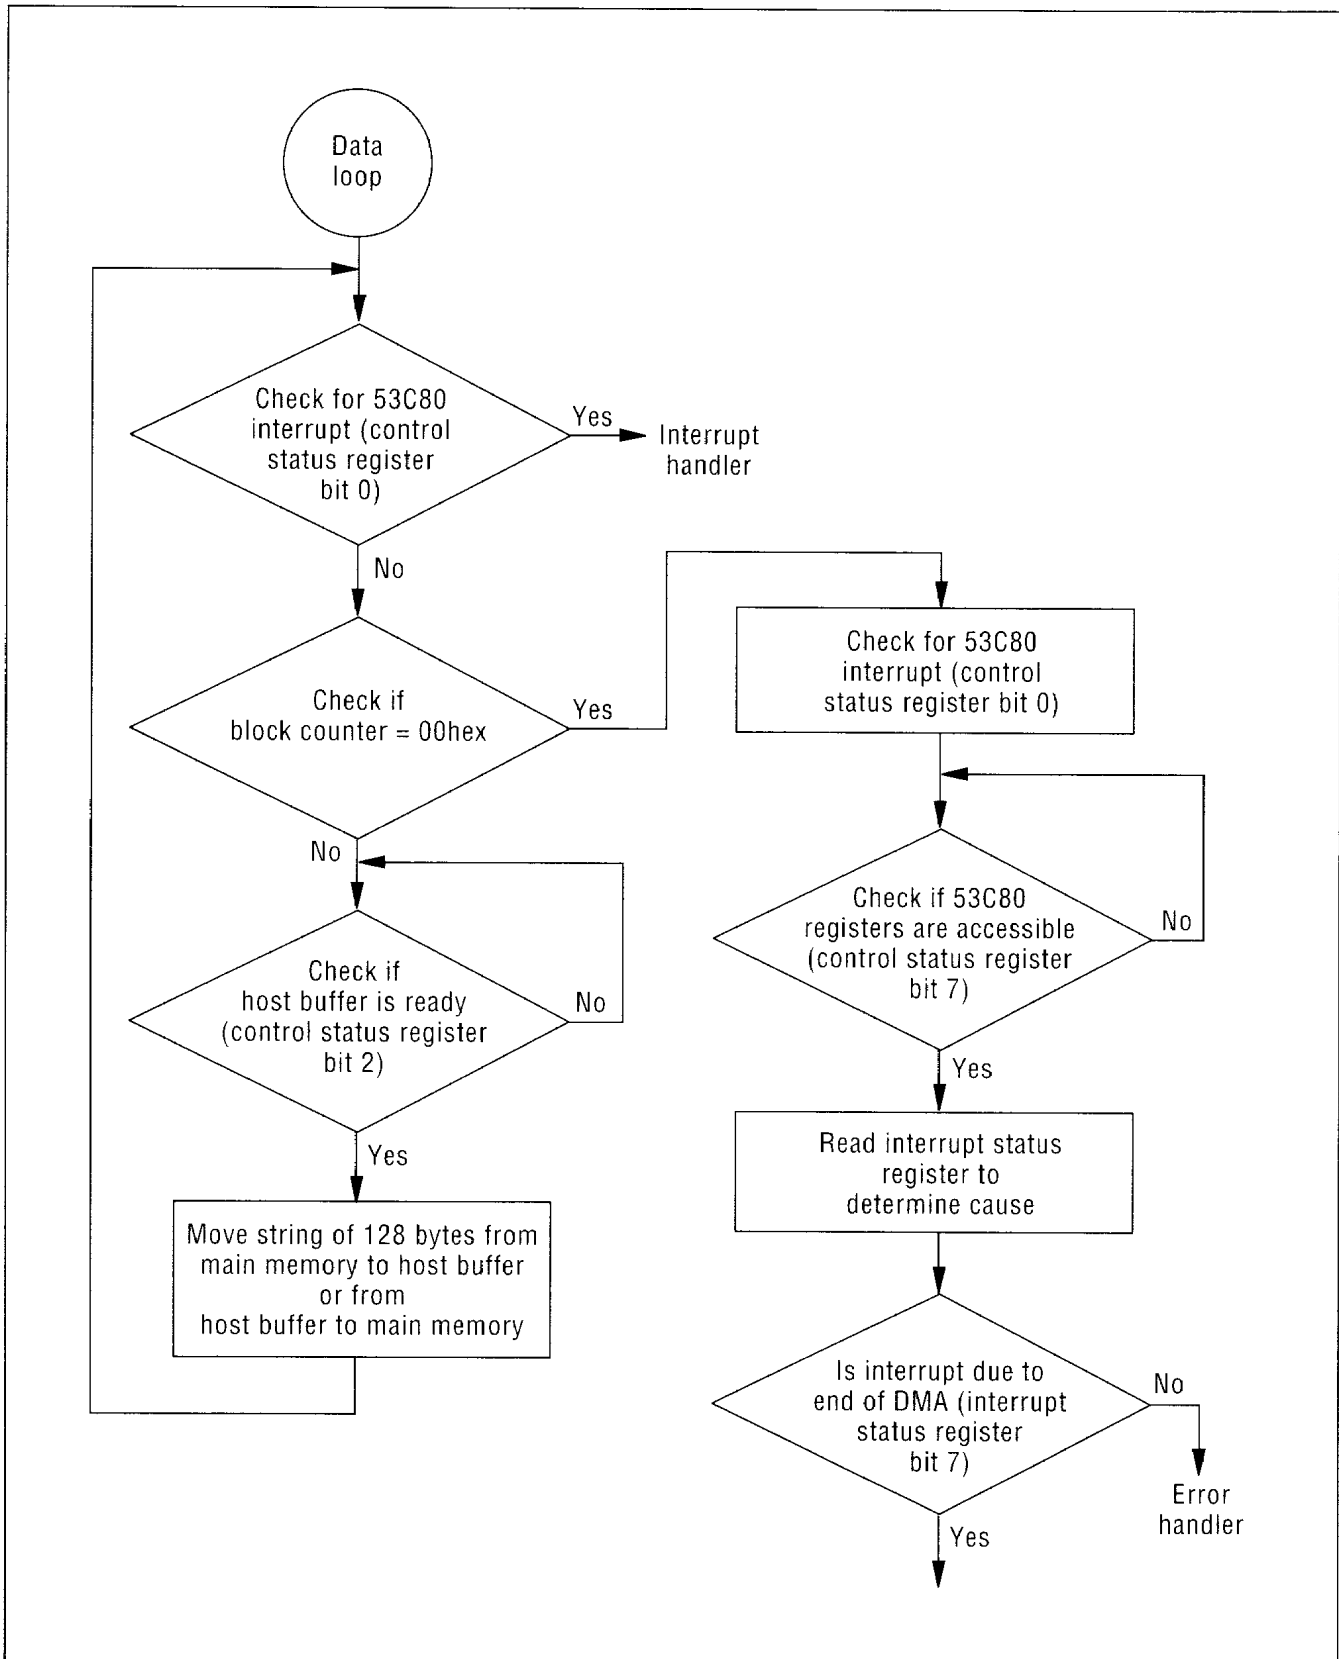 Data
loop
Check for 53C80
interrupt (control
status register
bit 0)
Yes
Interrupt
handler
No
Check if
block counter = 00hex
Yes
No
Check if
host buffer is ready
(control status register
bit 2)
No
Yes
Move string of 128 bytes from
main memory to host buffer
or from
host buffer to main memory
Check for 53C80
interrupt (control
status register bit 0)
Check if 53C80
registers are accessible
(control status register
bit 7)
No
Yes
Read interrupt status
register to
determine cause
Is interrupt due to
end of DMA (interrupt
status register
bit 7)
No
Error
handler
Yes